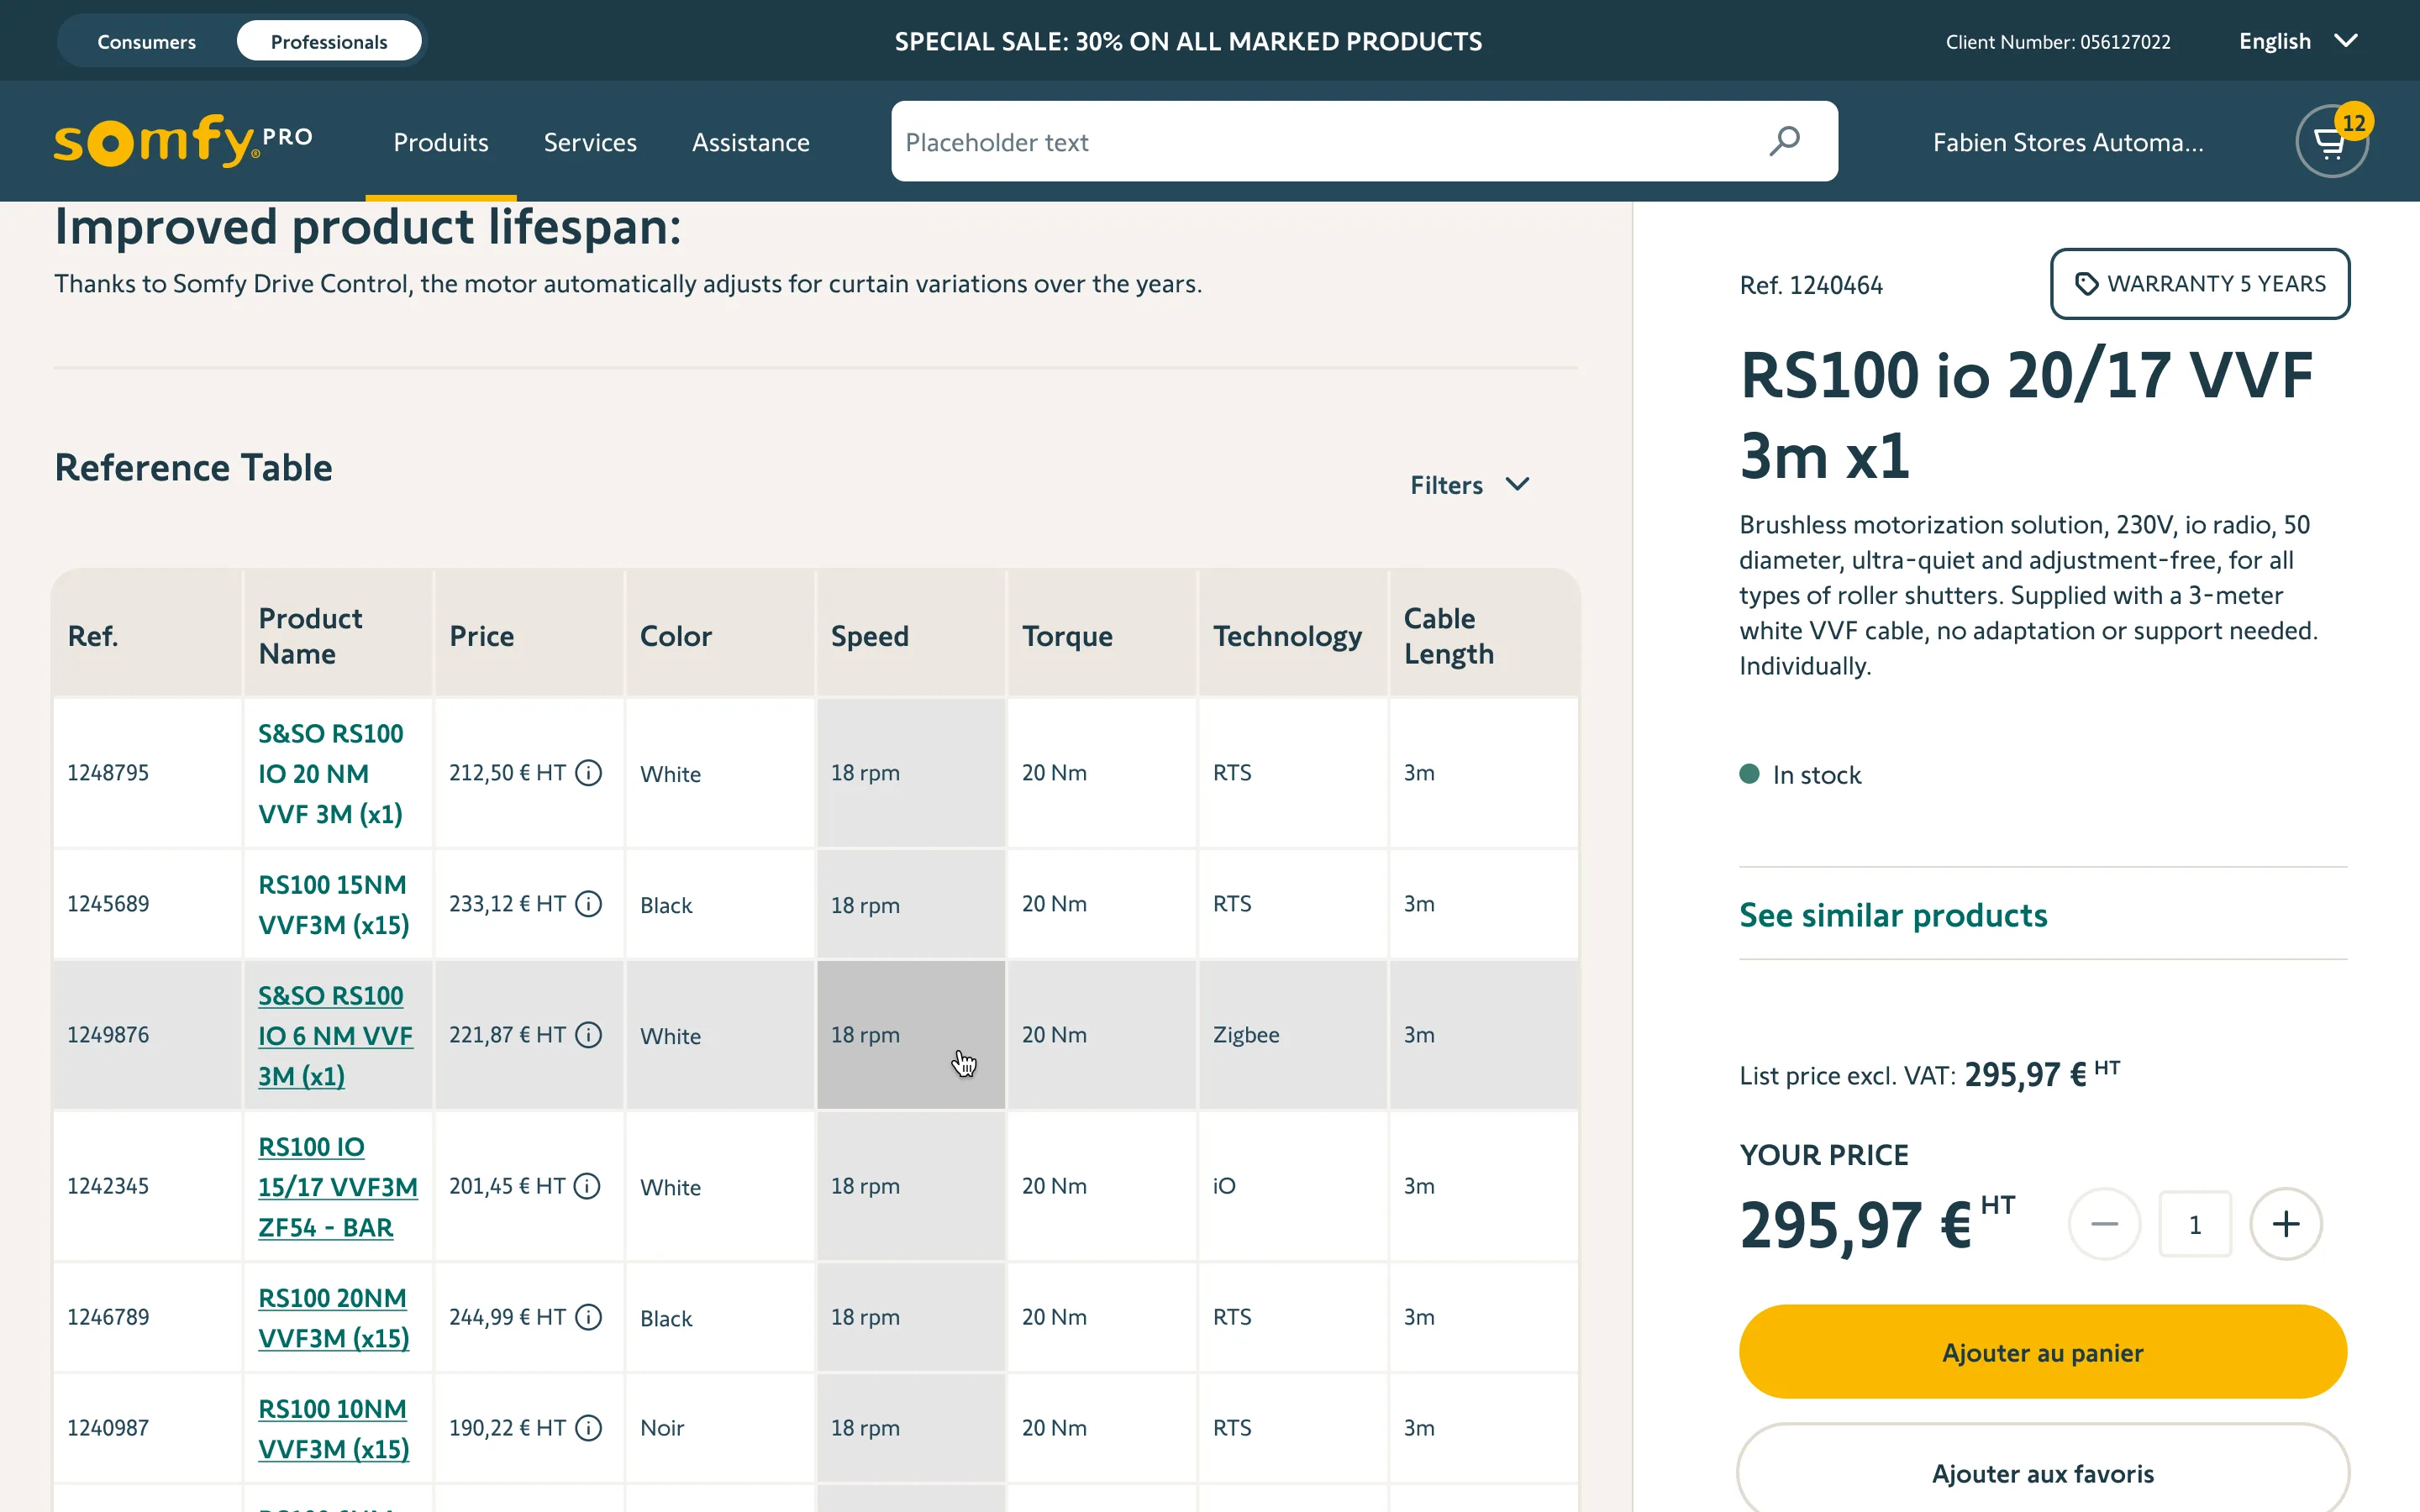 Consumers
Professionals
SPECIAL SALE: 30% ON ALL MARKED PRODUCTS
Client Number: 056127022
English
somfy® PRO
Produits
Services
Assistance
Placeholder text
Fabien Stores Automa...
12
Improved product lifespan:
Thanks to Somfy Drive Control, the motor automatically adjusts for curtain variations over the years.
Reference Table
Filters
Ref.
Product
Name
Price
Color
Speed
Torque
Technology
Cable
Length
1248795
S&SO RS100
IO 20 NM
VVF 3M (x1)
212,50 € HT
White
18 rpm
20 Nm
RTS
3m
1245689
RS100 15NM
VVF3M (x15)
233,12 € HT
Black
18 rpm
20 Nm
RTS
3m
1249876
S&SO RS100
IO 6 NM VVF
3M (x1)
221,87 € HT
White
18 rpm
20 Nm
Zigbee
3m
1242345
RS100 IO
15/17 VVF3M
ZF54 - BAR
201,45 € HT
White
18 rpm
20 Nm
iO
3m
1246789
RS100 20NM
VVF3M (x15)
244,99 € HT
Black
18 rpm
20 Nm
RTS
3m
1240987
RS100 10NM
VVF3M (x15)
190,22 € HT
Noir
18 rpm
20 Nm
RTS
3m
Ref. 1240464
WARRANTY 5 YEARS
RS100 io 20/17 VVF
3m x1
Brushless motorization solution, 230V, io radio, 50
diameter, ultra-quiet and adjustment-free, for all
types of roller shutters. Supplied with a 3-meter
white VVF cable, no adaptation or support needed.
Individually.
In stock
See similar products
List price excl. VAT: 295,97 € HT
YOUR PRICE
295,97 € HT
1
Ajouter au panier
Ajouter aux favoris